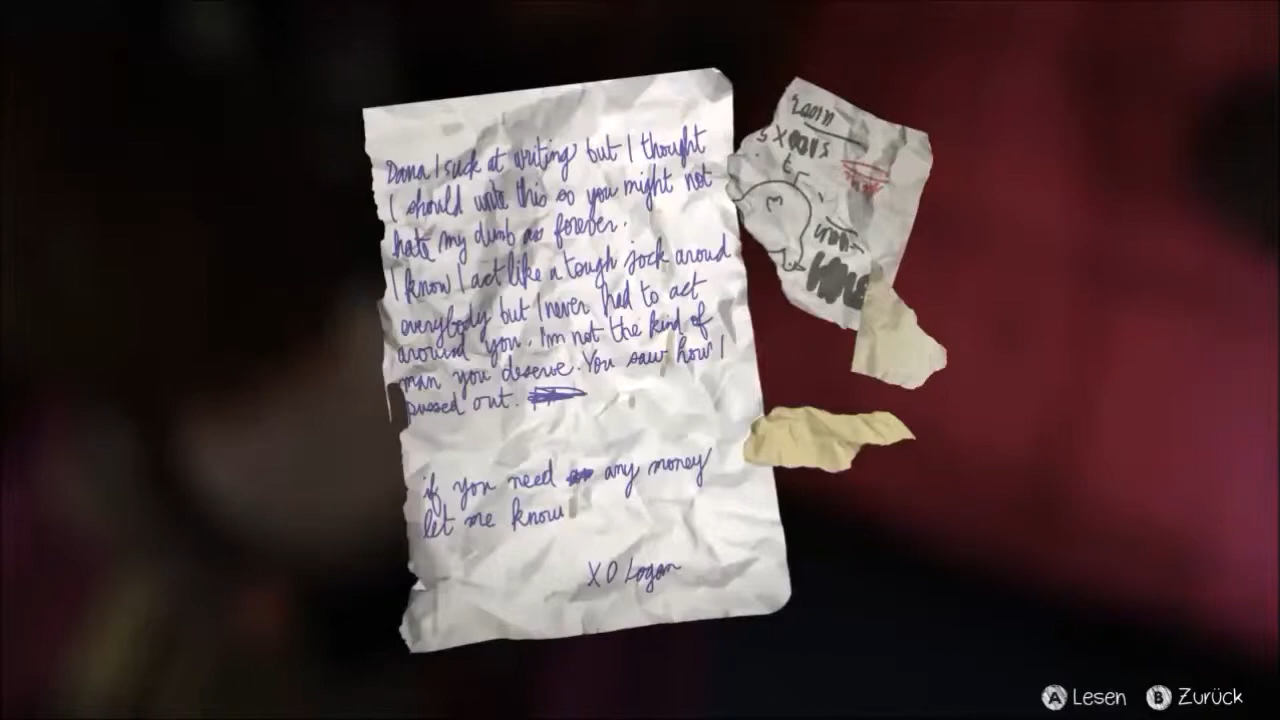 Dana I suck at writing but I thought
I should write this so you might not
hate my dumb ass forever.
I know I act like a tough jock aroud
everybody but I never had to act
around you. I'm not the kind of
man you deserve. You saw how I
pussed out.
if you need any money
let me know
XO Logan
A Lesen B Zurück